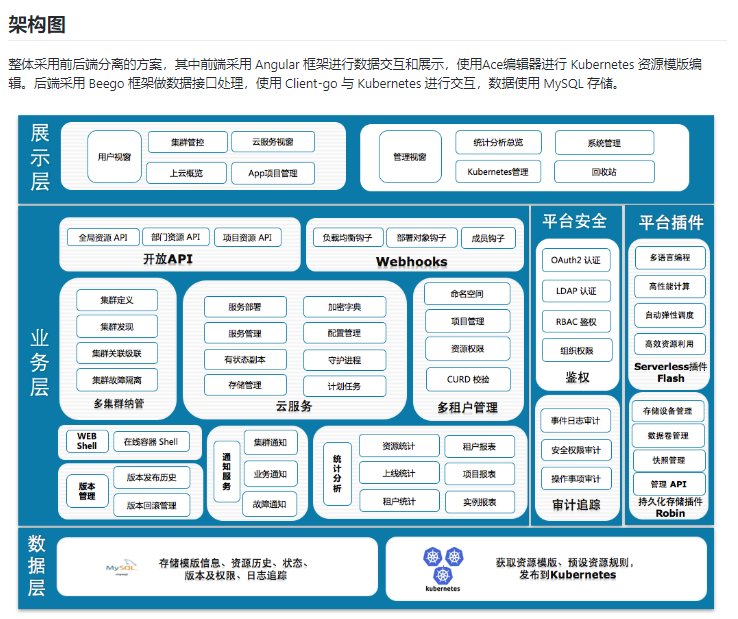 架构图
整体采用前后端分离的方案，其中前端采用 Angular 框架进行数据交互和展示，使用Ace编辑器进行 Kubernetes 资源模版编
辑。后端采用 Beego 框架做数据接口处理，使用 Client-go 与 Kubernetes 进行交互，数据使用 MySQL 存储。
展示层
用户视窗
集群管控
云服务视窗
上云概览
App项目管理
管理视窗
统计分析总览
系统管理
Kubernetes管理
回收站
业务层
全局资源 API
部门资源 API
项目资源 API
开放API
负载均衡钩子
部署对象钩子
成员钩子
Webhooks
集群定义
集群发现
集群关联级联
集群故障隔离
多集群纳管
服务部署
加密字典
服务管理
配置管理
有状态副本
守护进程
存储管理
计划任务
云服务
命名空间
项目管理
资源权限
CURD 校验
多租户管理
WEB
Shell
在线容器 Shell
版本
管理
版本发布历史
版本回滚管理
通知服务
集群通知
业务通知
故障通知
统计分析
资源统计
租户报表
上线统计
项目报表
租户统计
实例报表
平台安全
OAuth2 认证
LDAP 认证
RBAC 鉴权
组织权限
鉴权
事件日志审计
安全权限审计
操作事项审计
审计追踪
平台插件
多语言编程
高性能计算
自动弹性调度
高效资源利用
Serverless插件
Flash
存储设备管理
数据卷管理
快照管理
管理 API
持久化存储插件
Robin
数据层
MySQL
存储模版信息、资源历史、状态、
版本及权限、日志追踪
kubernetes
获取资源模版、预设资源规则，
发布到Kubernetes